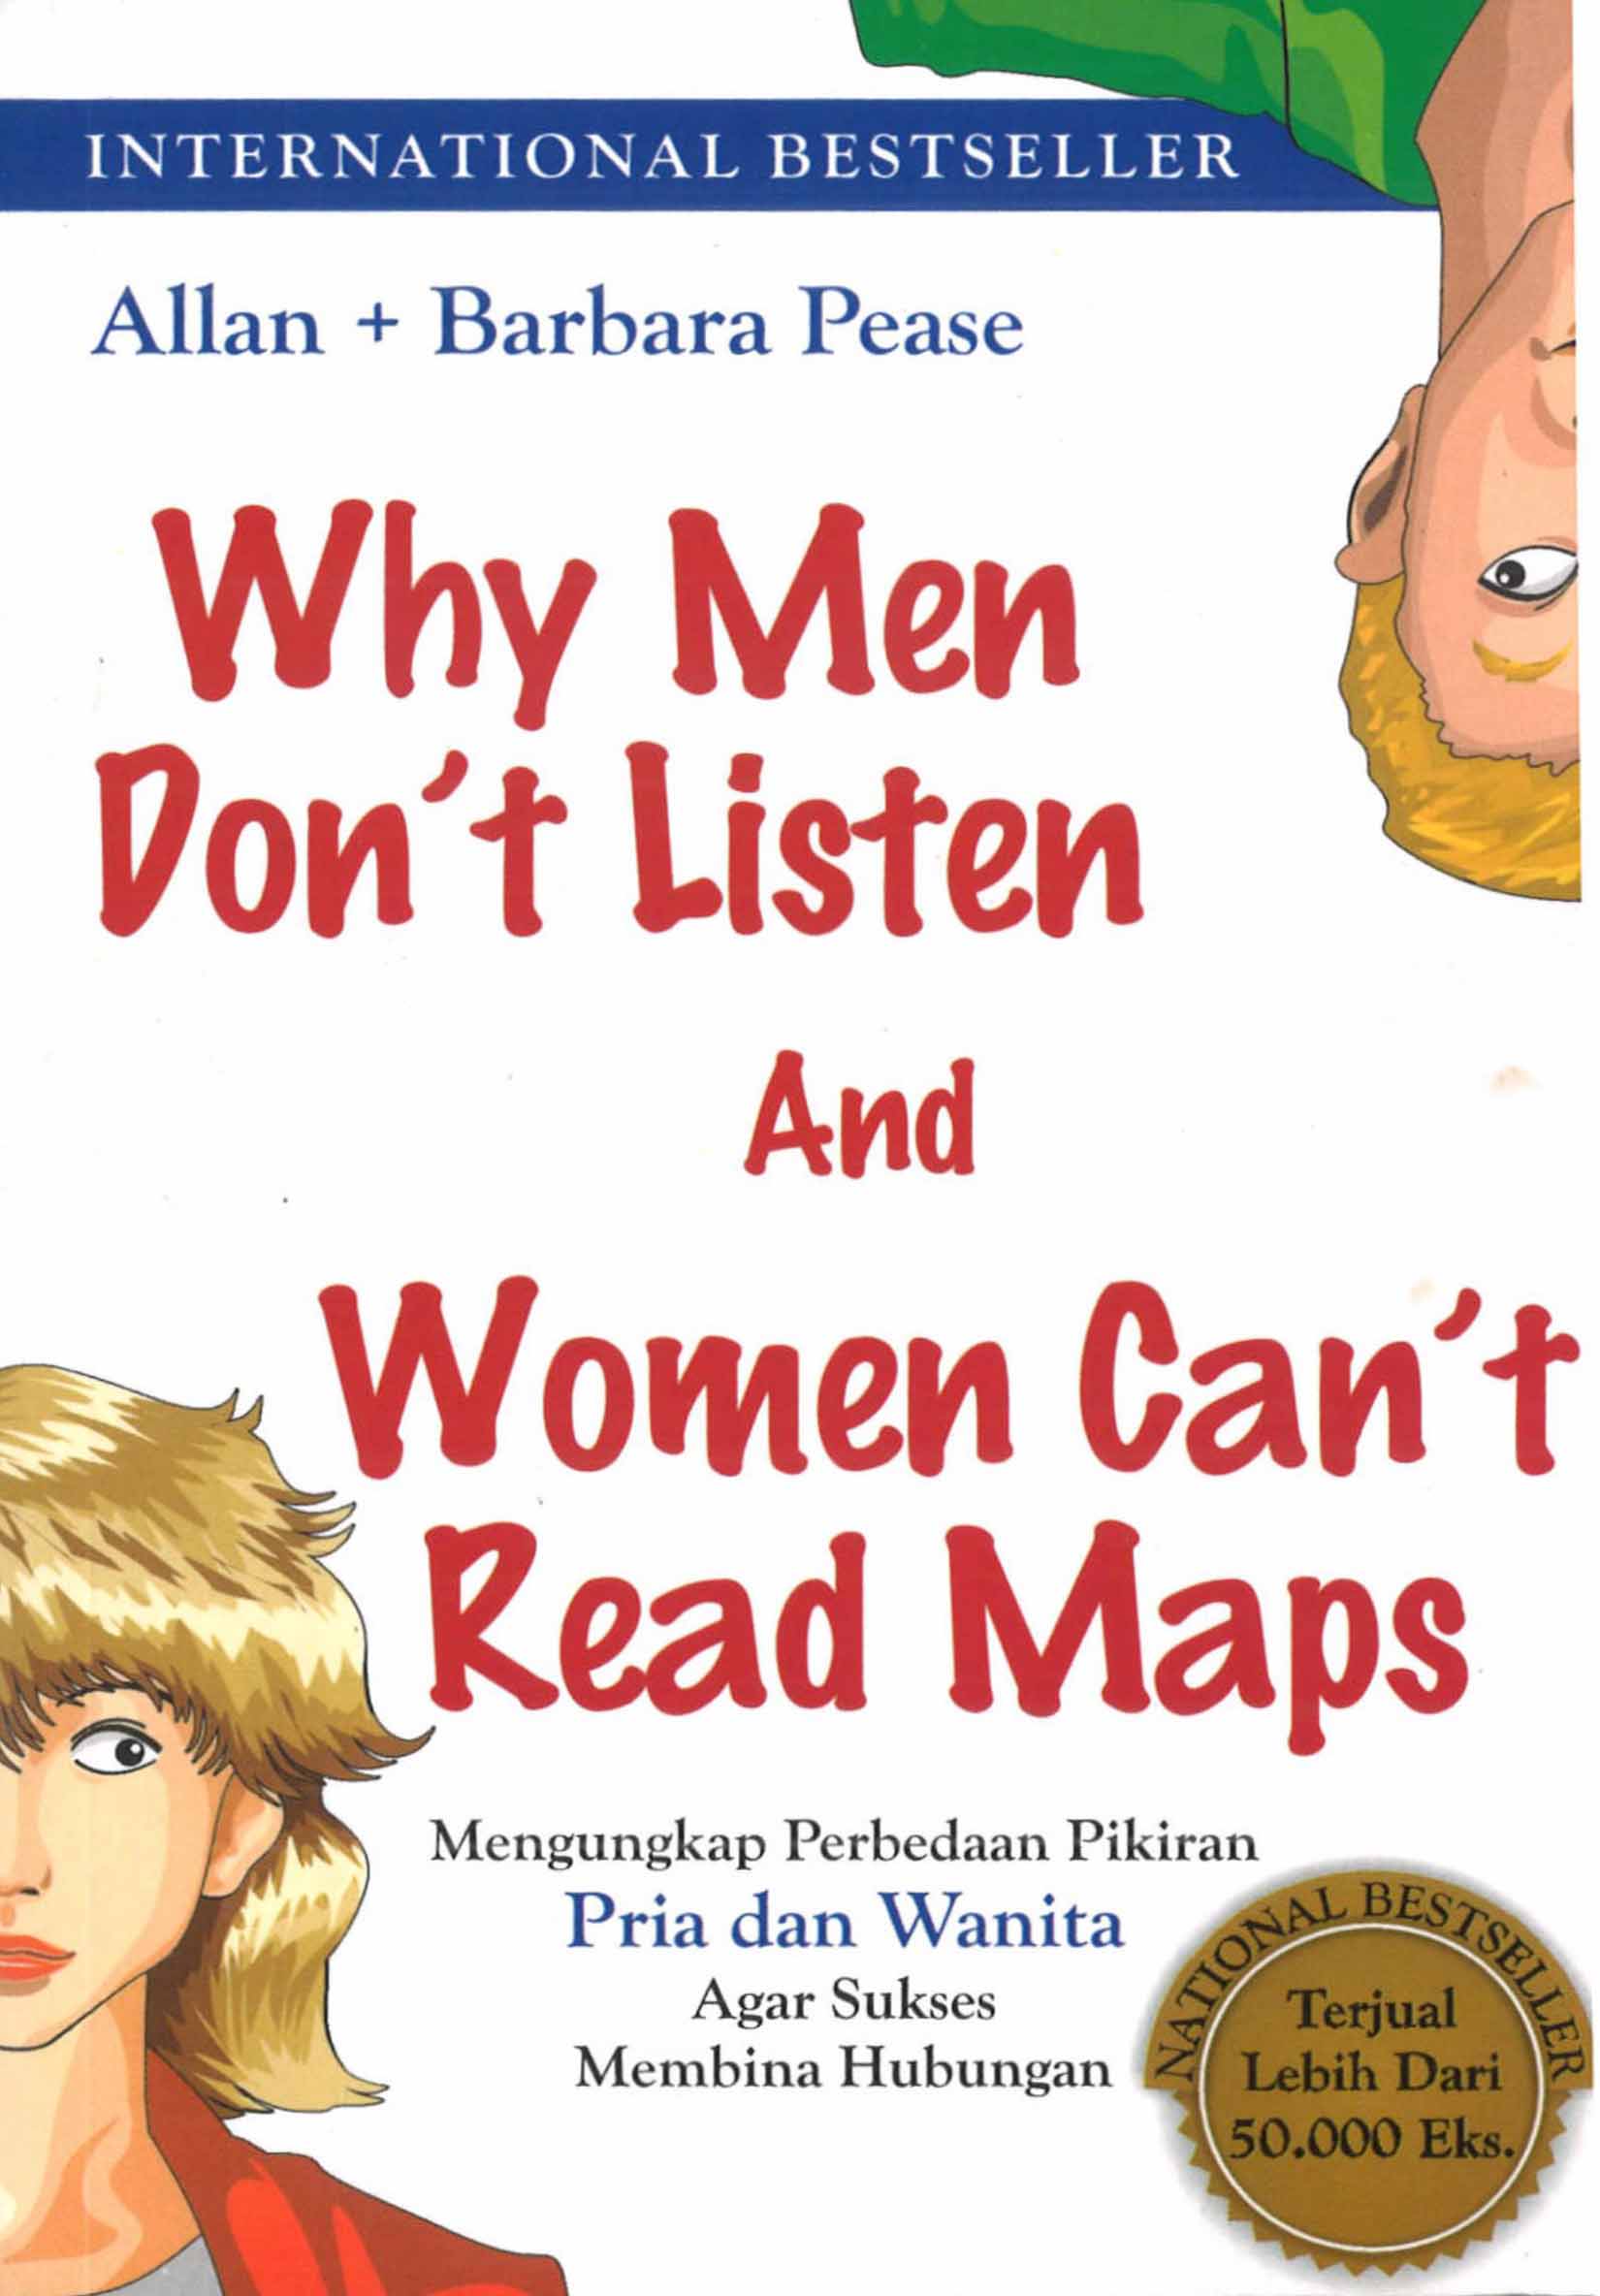 INTERNATIONAL BESTSELLER
Allan + Barbara Pease
Why Men
Don't Listen
And
Women Can't
Read Maps
Mengungkap Perbedaan Pikiran
Pria dan Wanita
Agar Sukses
Membina Hubungan
NATIONAL BESTSELLER
Terjual
Lebih Dari
50.000 Eks.